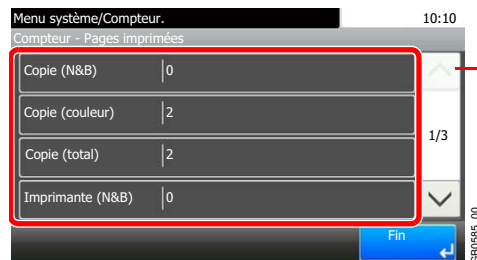 Menu système/Compteur. 10:10
Compteur - Pages imprimées
Copie (N&B) 0
Copie (couleur) 2
1/3
Copie (total) 2
Imprimante (N&B) 0
Fin
GB0585_00